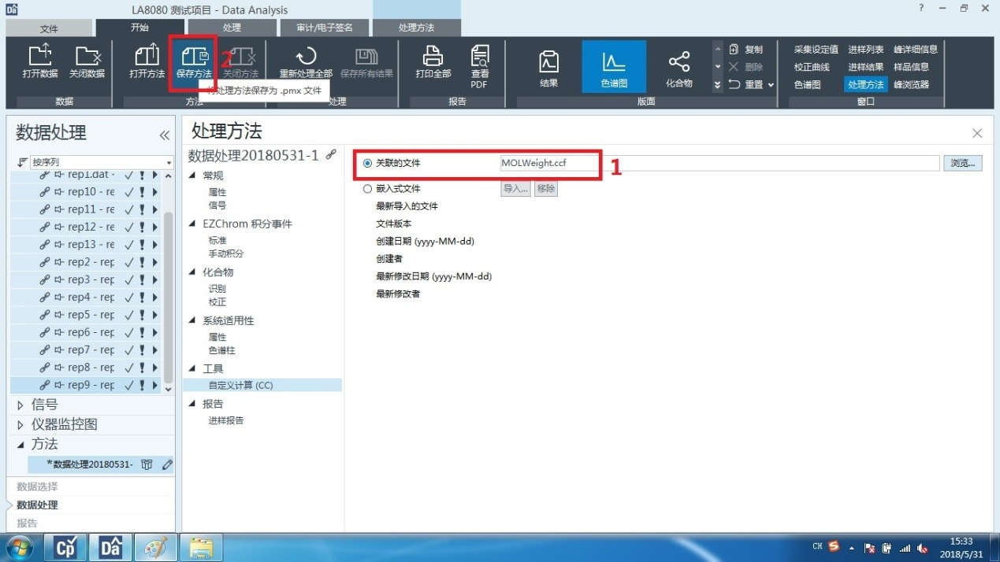 LA8080 测试项目 - Data Analysis
文件 开始 处理 审计/电子签名 处理方法
打开数据 关闭数据 打开方法 保存方法 关闭方法 重新处理全部 保存所有结果 打印全部 查看 PDF 结果 色谱图 化合物
复制 删除 重置
采集设定值 进样列表 峰详细信息
校正曲线 进样结果 样品信息
色谱图 处理方法 峰浏览器
2
将处理方法保存为 .pmx 文件
数据 方法 处理 报告 版面 窗口
数据处理
按序列
rep1.dat -
rep10 - re
rep11 - re
rep12 - re
rep13 - re
rep2 - rep
rep3 - rep
rep4 - rep
rep5 - rep
rep6 - rep
rep7 - rep
rep8 - rep
rep9 - rep
信号
仪器监控图
方法
*数据处理20180531-
数据选择
数据处理
报告
处理方法
数据处理20180531-1
常规
属性
信号
EZChrom 积分事件
标准
手动积分
化合物
识别
校正
系统适用性
属性
色谱柱
工具
自定义计算 (CC)
报告
进样报告
关联的文件 MOLWeight.ccf 1 浏览...
嵌入式文件 导入... 移除
最新导入的文件
文件版本
创建日期 (yyyy-MM-dd)
创建者
最新修改日期 (yyyy-MM-dd)
最新修改者
Cp Da
CH
15:33
2018/5/31